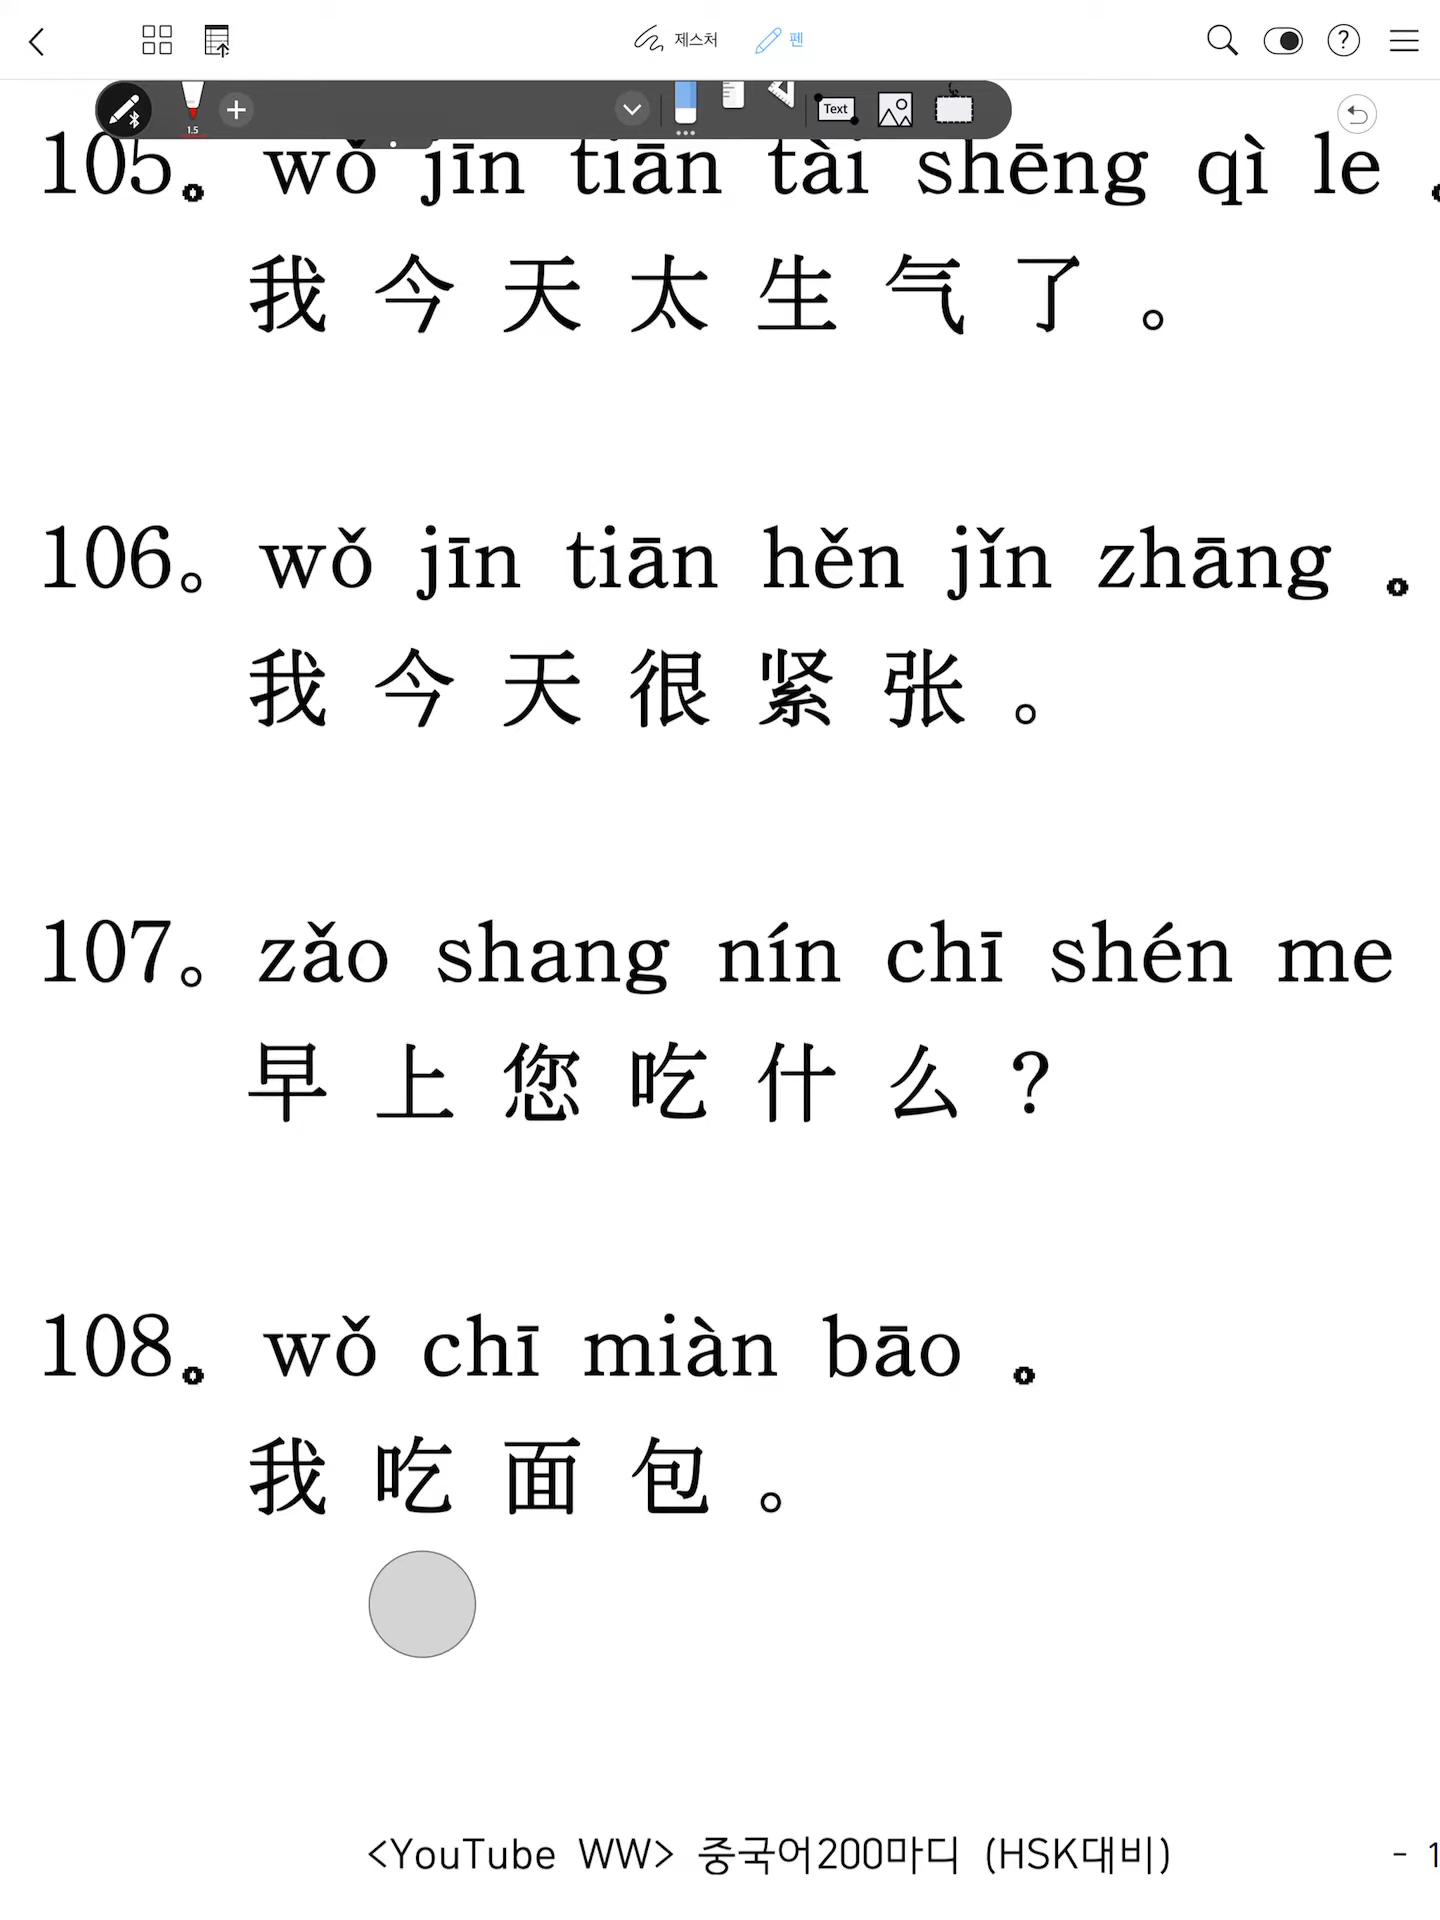 제스처 펜
1.5 Text
105。 wǒ jīn tiān tài shēng qì le 。
我 今 天 太 生 气 了 。
106。 wǒ jīn tiān hěn jǐn zhāng 。
我 今 天 很 紧 张 。
107。 zǎo shang nín chī shén me
早 上 您 吃 什 么 ?
108。 wǒ chī miàn bāo 。
我 吃 面 包 。
<YouTube WW> 중국어200마디 (HSK대비)
- 1